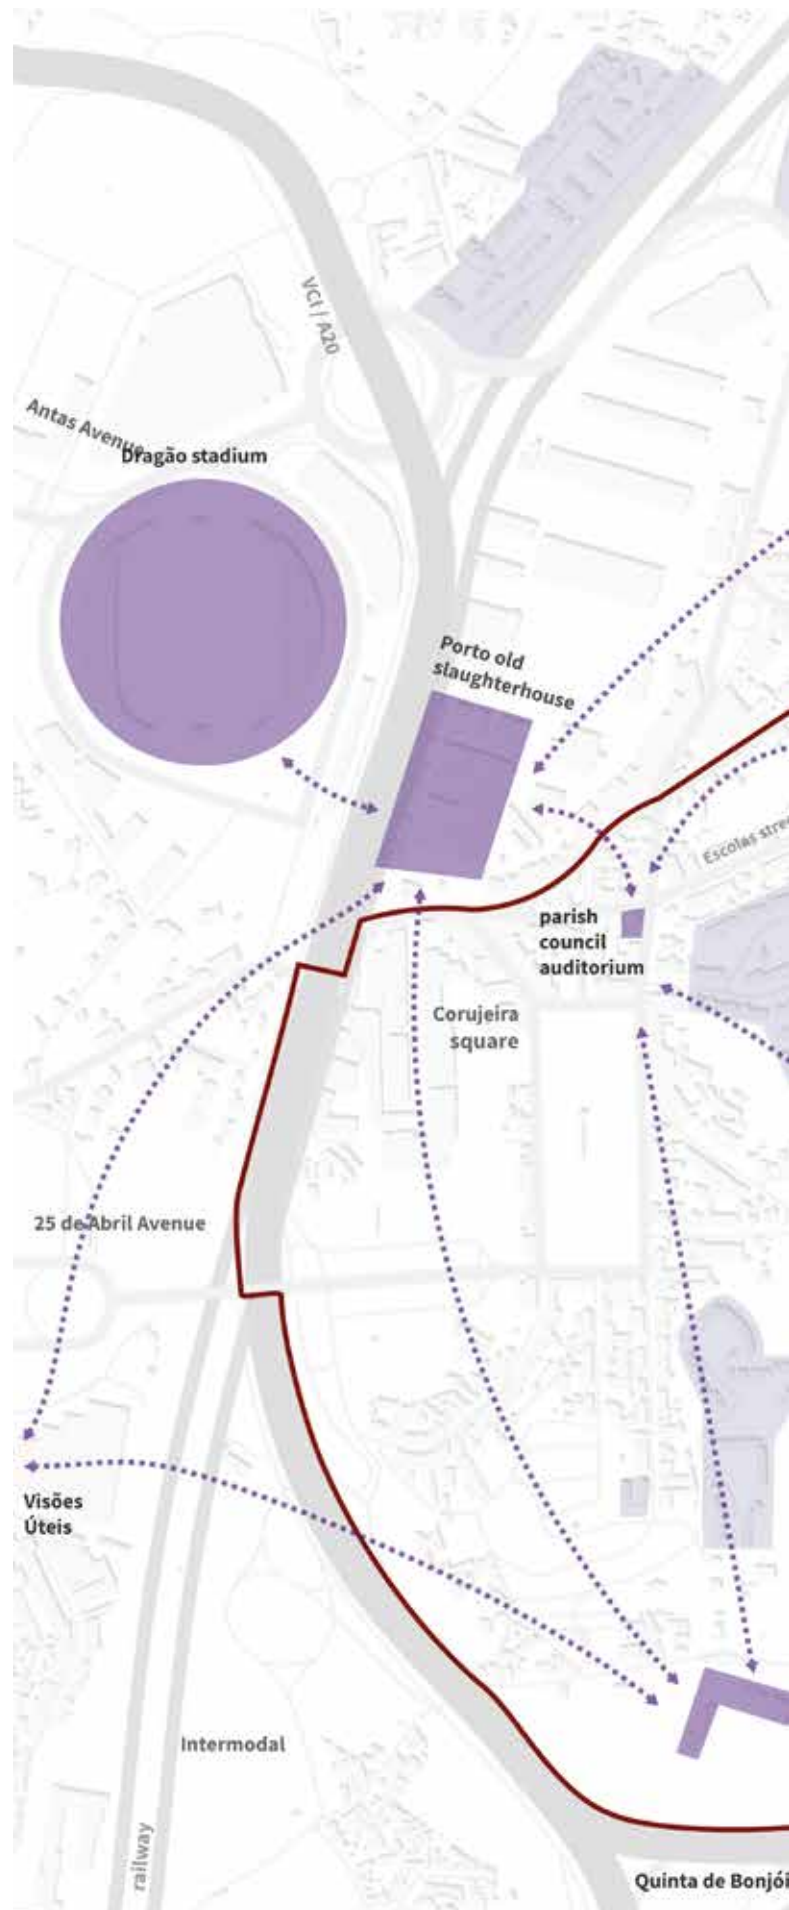 VCI / A20
Antas Avenue
Dragão stadium
Porto old
slaughterhouse
Escolas
parish
council
auditorium
Corujeira
square
25 de Abril Avenue
Visões
Úteis
Intermodal
railway
Quinta de Bonjói